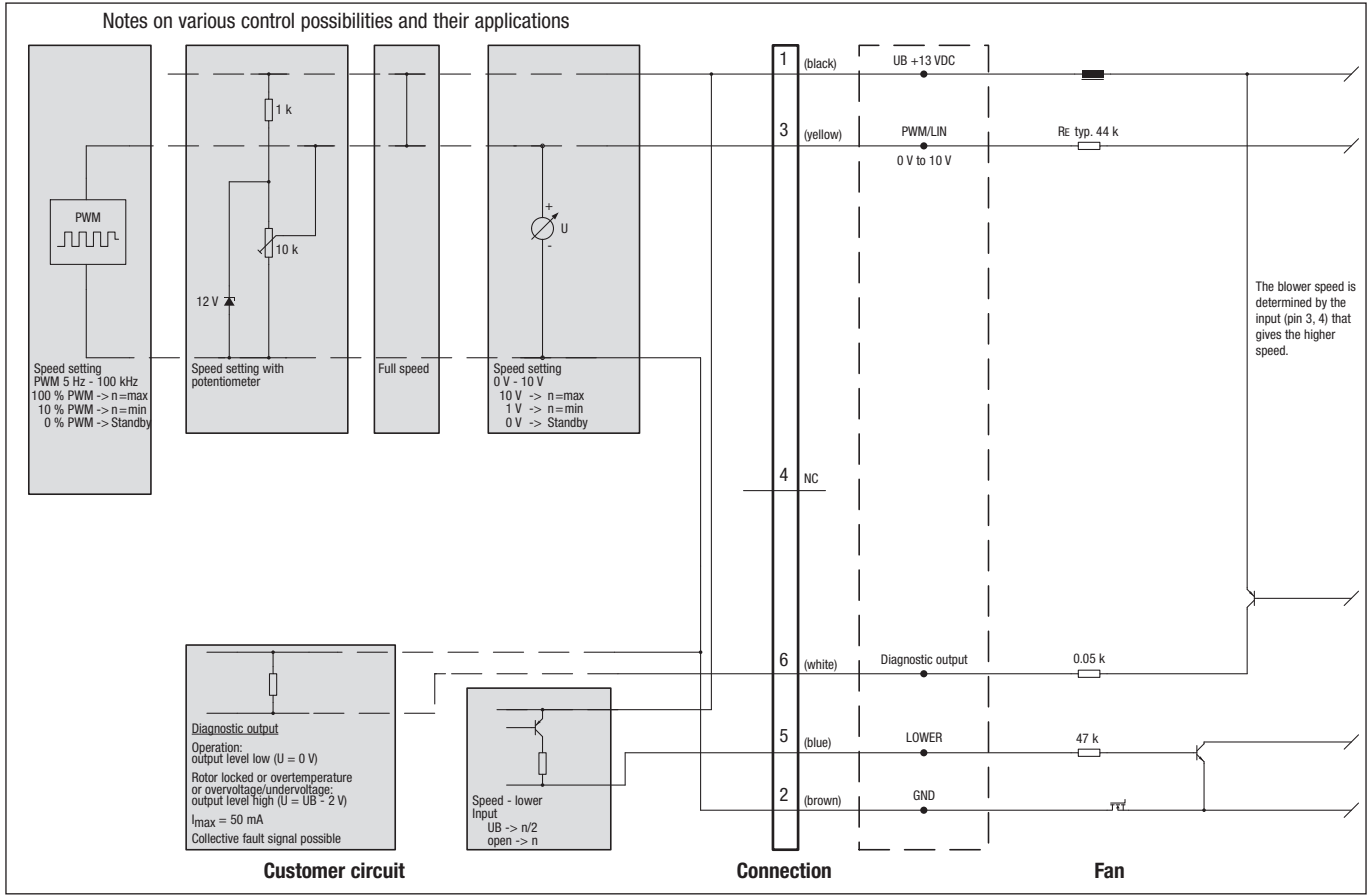 Notes on various control possibilities and their applications
PWM
Speed setting
PWM 5 Hz - 100 kHz
100 % PWM -> n=max
10 % PWM -> n=min
0 % PWM -> Standby
1 k
10 k
12 V
Speed setting with
potentiometer
Full speed
+
U
-
Speed setting
0 V - 10 V
10 V -> n=max
1 V -> n=min
0 V -> Standby
1
(black)
UB +13 VDC
3
(yellow)
PWM/LIN
0 V to 10 V
RE typ. 44 k
The blower speed is
determined by the
input (pin 3, 4) that
gives the higher
speed.
4
NC
6
(white)
Diagnostic output
0.05 k
5
(blue)
LOWER
47 k
2
(brown)
GND
Diagnostic output
Operation:
output level low (U = 0 V)
Rotor locked or overtemperature
or overvoltage/undervoltage:
output level high (U = UB - 2 V)
Imax = 50 mA
Collective fault signal possible
Speed - lower
Input
UB -> n/2
open -> n
Customer circuit
Connection
Fan